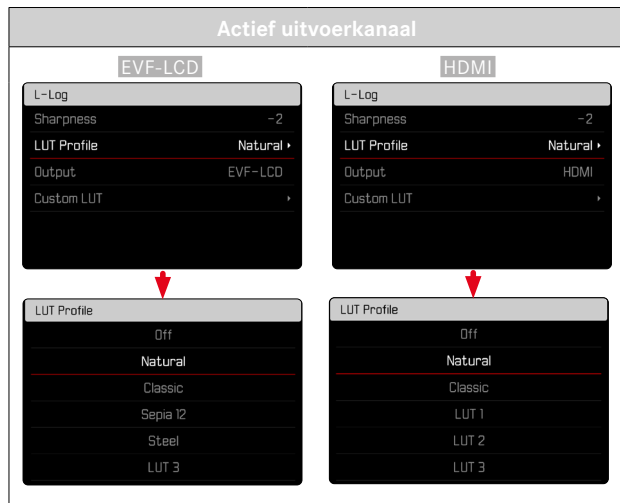 Actief uitvoerkanaal
EVF-LCD
L-Log
Sharpness -2
LUT Profile Natural
Output EVF-LCD
Custom LUT
LUT Profile
Off
Natural
Classic
Sepia 12
Steel
LUT 3
HDMI
L-Log
Sharpness -2
LUT Profile Natural
Output HDMI
Custom LUT
LUT Profile
Off
Natural
Classic
LUT 1
LUT 2
LUT 3